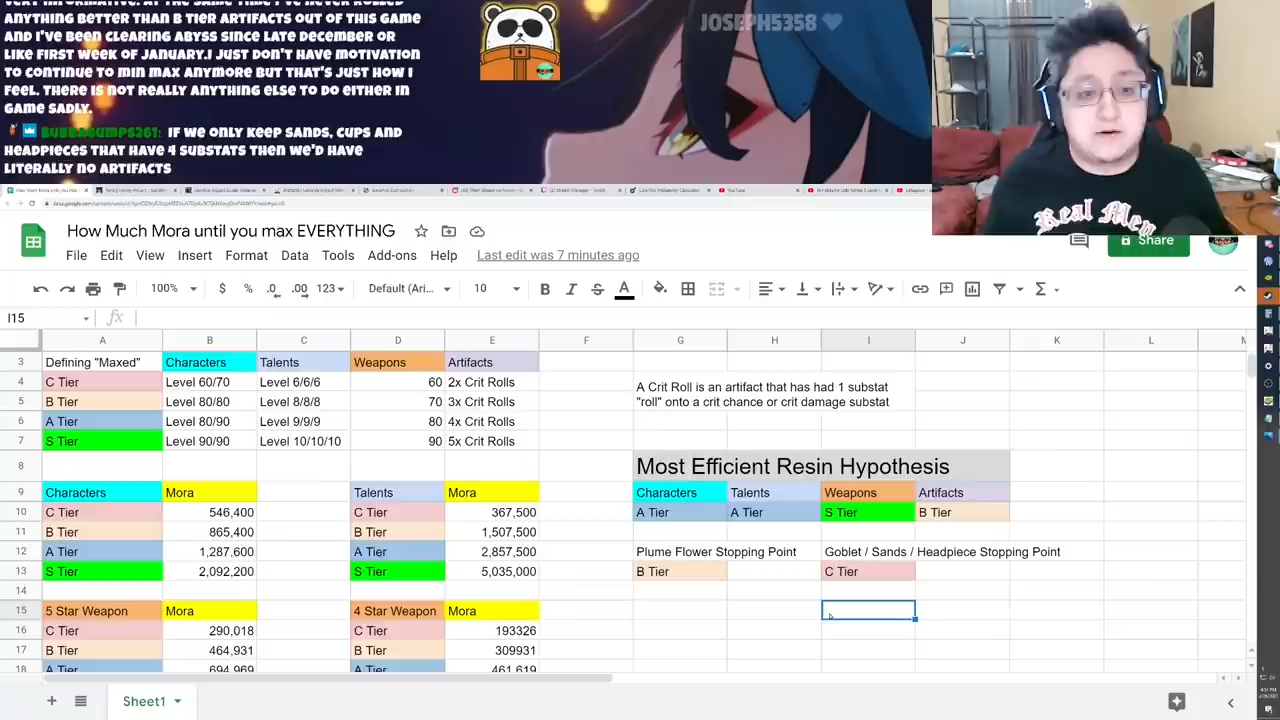 ANYTHING BETTER THAN B TIER ARTIFACTS OUT OF THIS GAME
AND I'VE BEEN CLEARING ABYSS SINCE LATE DECEMBER OR
LIKE FIRST WEEK OF JANUARY.I JUST DON'T HAVE MOTIVATION
TO CONTINUE TO MIN MAX ANYMORE BUT THAT'S JUST HOW I
FEEL. THERE IS NOT REALLY ANYTHING ELSE TO DO EITHER IN
GAME SADLY.
BUBBAGUMPS261: IF WE ONLY KEEP SANDS, CUPS AND
HEADPIECES THAT HAVE 4 SUBSTATS THEN WE'D HAVE
LITERALLY NO ARTIFACTS
JOSEPH5358
Real Men
How Much Mora until you max EVERYTHING
Share
File Edit View Insert Format Data Tools Add-ons Help Last edit was 7 minutes ago
100% $ % .0 .00 123 Default (Ari... 10 B I S A
I15 fx
A B C D E F G H I J K L M
3 Defining "Maxed" Characters Talents Weapons Artifacts
4 C Tier Level 60/70 Level 6/6/6 60 2x Crit Rolls A Crit Roll is an artifact that has had 1 substat
5 B Tier Level 80/80 Level 8/8/8 70 3x Crit Rolls "roll" onto a crit chance or crit damage substat
6 A Tier Level 80/90 Level 9/9/9 80 4x Crit Rolls
7 S Tier Level 90/90 Level 10/10/10 90 5x Crit Rolls
8 Most Efficient Resin Hypothesis
9 Characters Mora Talents Mora Characters Talents Weapons Artifacts
10 C Tier 546,400 C Tier 367,500 A Tier A Tier S Tier B Tier
11 B Tier 865,400 B Tier 1,507,500
12 A Tier 1,287,600 A Tier 2,857,500 Plume Flower Stopping Point Goblet / Sands / Headpiece Stopping Point
13 S Tier 2,092,200 S Tier 5,035,000 B Tier C Tier
14
15 5 Star Weapon Mora 4 Star Weapon Mora
16 C Tier 290,018 C Tier 193326
17 B Tier 464,931 B Tier 309931
18 A Tier 694,969 A Tier 461,619
Sheet1